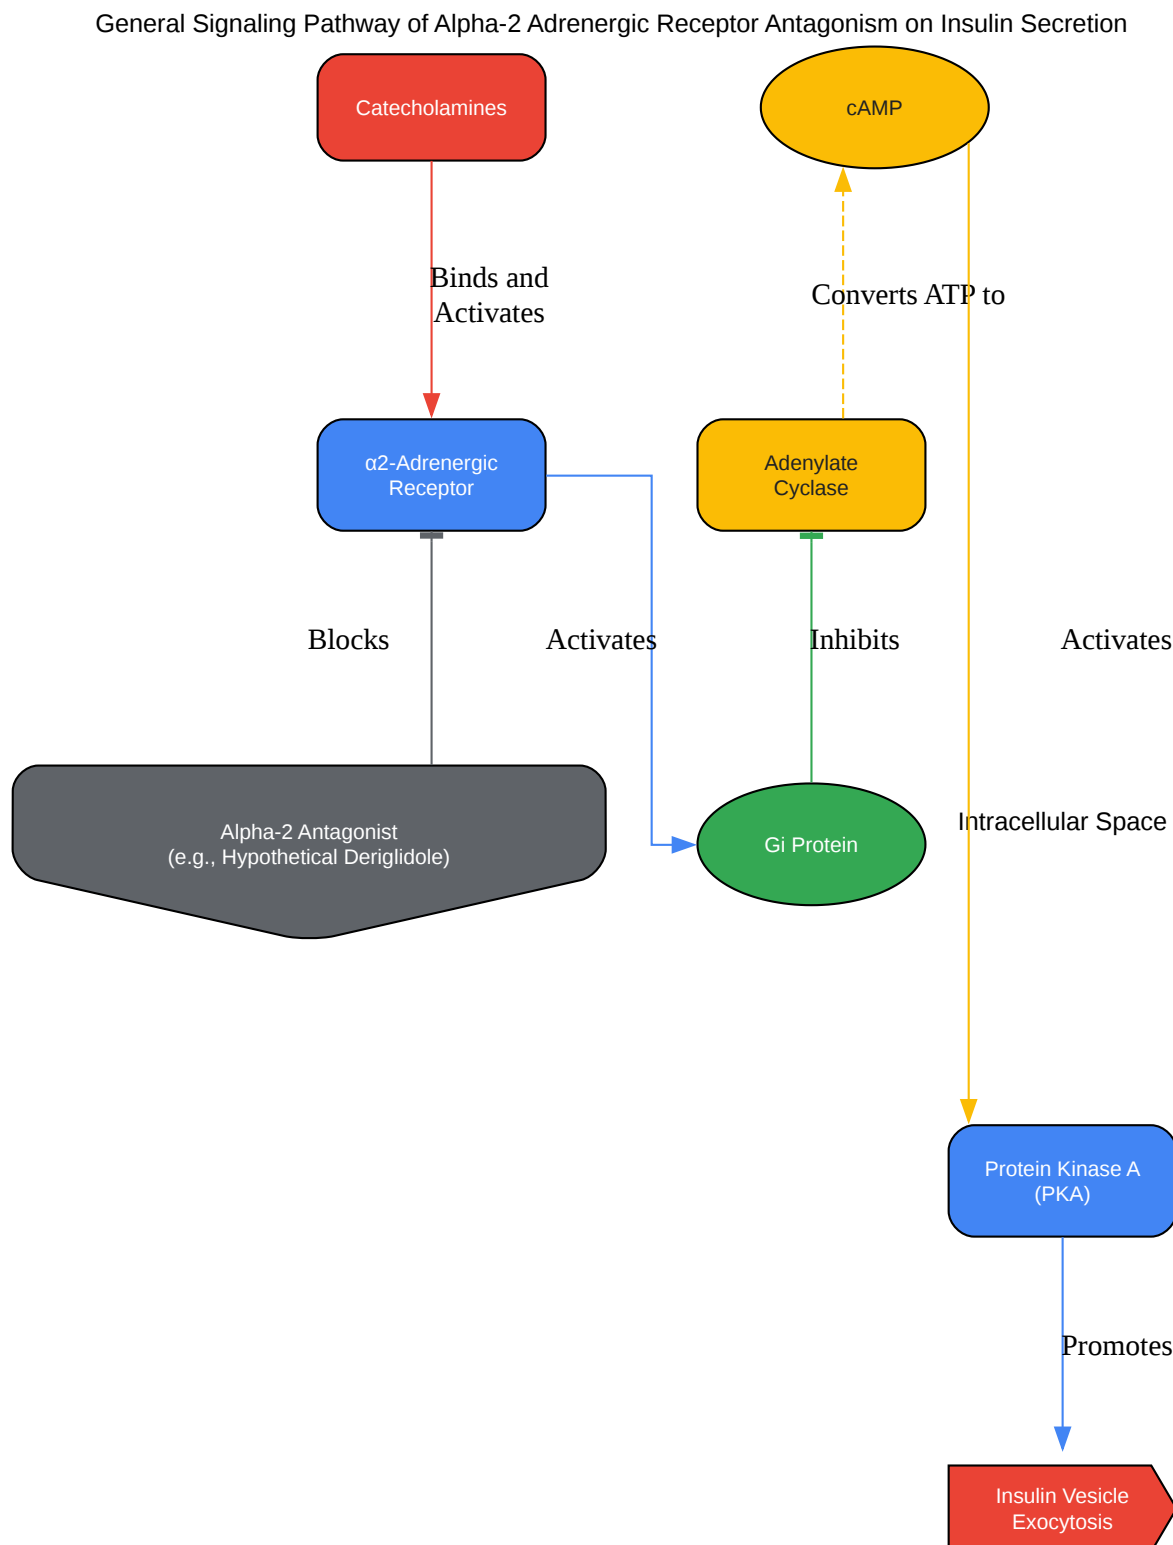 General Signaling Pathway of Alpha-2 Adrenergic Receptor Antagonism on Insulin Secretion
Catecholamines
cAMP
Binds and
Activates
Converts ATP to
α2-Adrenergic
Receptor
Adenylate
Cyclase
Blocks
Activates
Inhibits
Activates
Alpha-2 Antagonist
(e.g., Hypothetical Deriglidole)
Gi Protein
Intracellular Space
Protein Kinase A
(PKA)
Promotes
Insulin Vesicle
Exocytosis